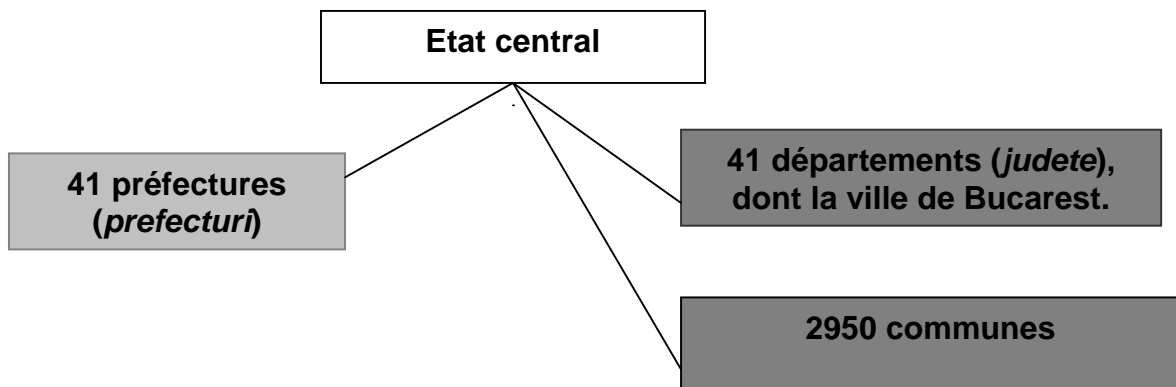 Etat central
41 préfectures
(prefecturi)
41 départements (judete),
dont la ville de Bucarest.
2950 communes